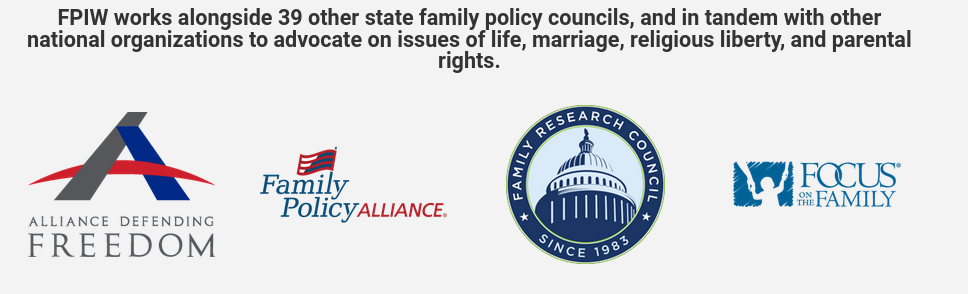 FPIW works alongside 39 other state family policy councils, and in tandem with other
national organizations to advocate on issues of life, marriage, religious liberty, and parental
rights.
ALLIANCE DEFENDING
FREEDOM
Family
Policy ALLIANCE®
FAMILY RESEARCH COUNCIL
SINCE 1983
FOCUS®
ON THE FAMILY